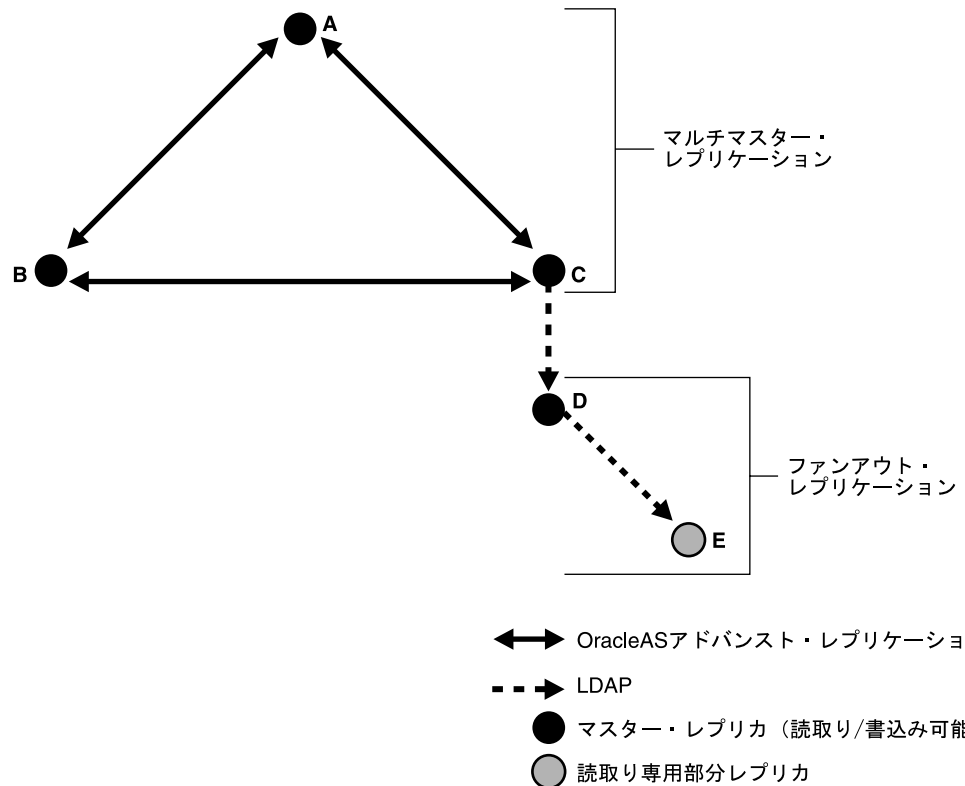 A
マルチマスター・
レプリケーション
B
C
D
ファンアウト・
レプリケーション
E
OracleASアドバンスト・レプリケーショ
LDAP
マスター・レプリカ（読取り/書込み可能
読取り専用部分レプリカ